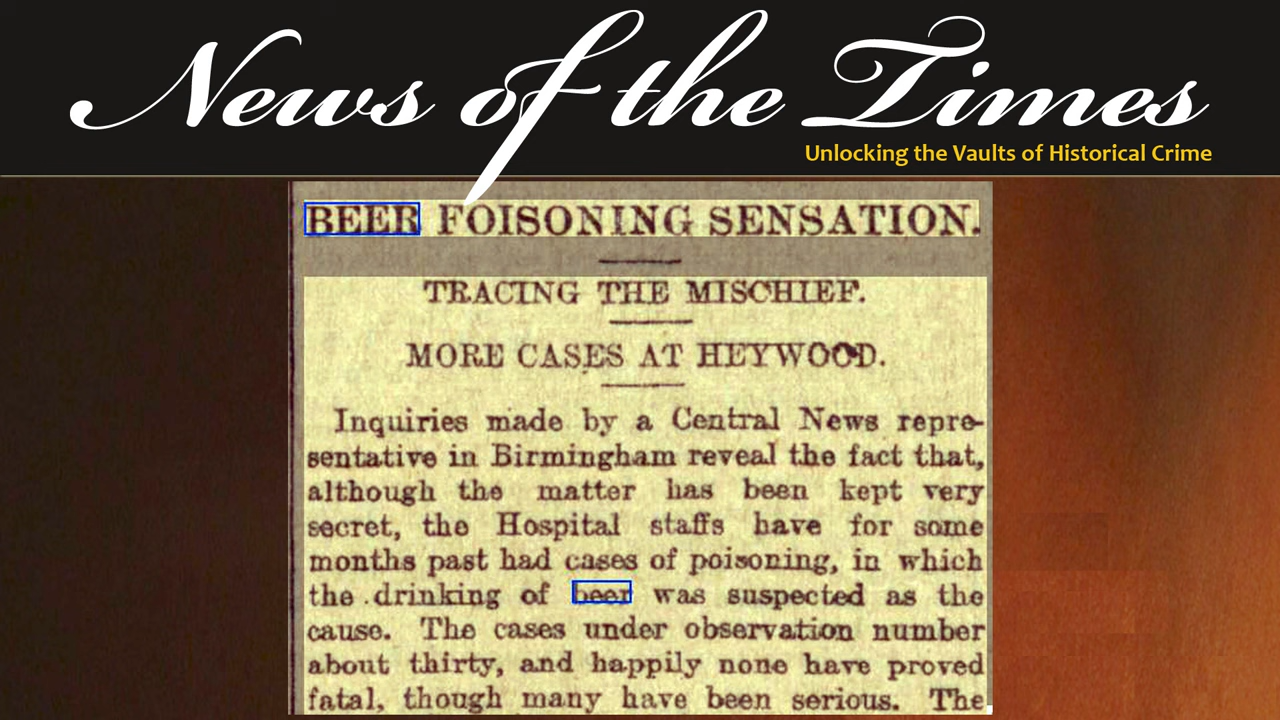 News of the Times
Unlocking the Vaults of Historical Crime
BEER FOISONING SENSATION.
TRACING THE MISCHIEF.
MORE CASES AT HEYWOOD.
Inquiries made by a Central News repre-
sentative in Birmingham reveal the fact that,
although the matter has been kept very
secret, the Hospital staffs have for some
months past had cases of poisoning, in which
the drinking of beer was suspected as the
cause. The cases under observation number
about thirty, and happily none have proved
fatal, though many have been serious. The